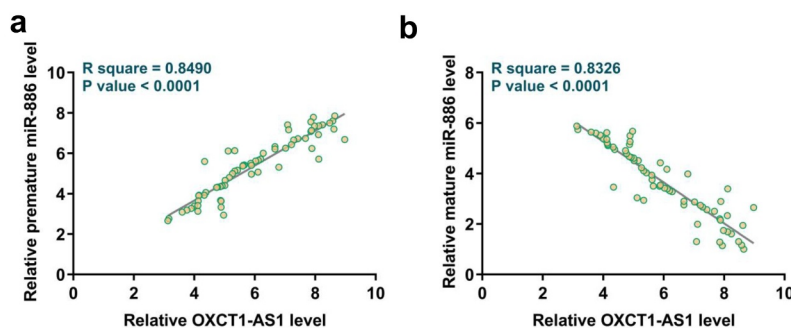 a
R square = 0.8490
P value < 0.0001
Relative premature miR-886 level
10
8
6
4
2
0
0 2 4 6 8 10
Relative OXCT1-AS1 level
b
R square = 0.8326
P value < 0.0001
Relative mature miR-886 level
8
6
4
2
0
0 2 4 6 8 10
Relative OXCT1-AS1 level